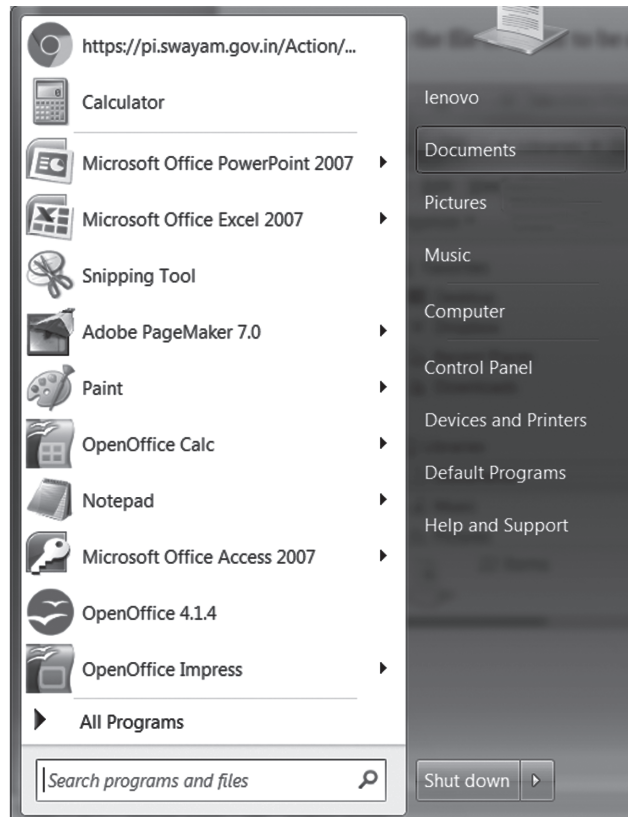 https://pi.swayam.gov.in/Action/...
Calculator
Microsoft Office PowerPoint 2007
Microsoft Office Excel 2007
Snipping Tool
Adobe PageMaker 7.0
Paint
OpenOffice Calc
Notepad
Microsoft Office Access 2007
OpenOffice 4.1.4
OpenOffice Impress
All Programs
Search programs and files
lenovo
Documents
Pictures
Music
Computer
Control Panel
Devices and Printers
Default Programs
Help and Support
Shut down